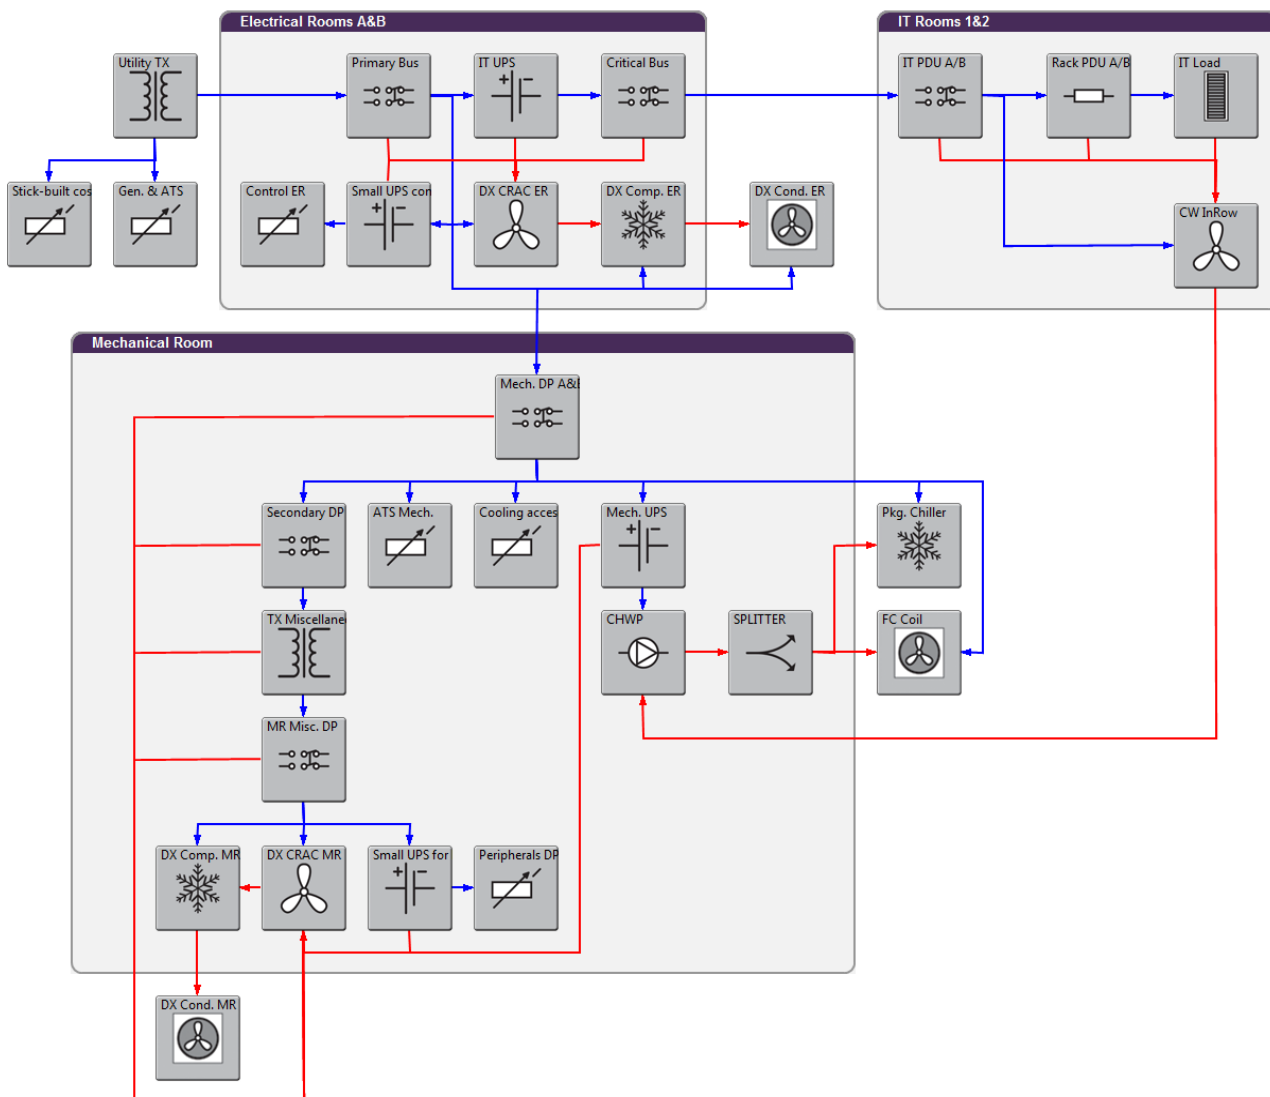 Electrical Rooms A&B
IT Rooms 1&2
Utility TX
Primary Bus
IT UPS
Critical Bus
IT PDU A/B
Rack PDU A/B
IT Load
Stick-built cos
Gen. & ATS
Control ER
Small UPS con
DX CRAC ER
DX Comp. ER
DX Cond. ER
CW InRow
Mechanical Room
Mech. DP A&B
Secondary DP
ATS Mech.
Cooling acces
Mech. UPS
Pkg. Chiller
TX Miscellane
CHWP
SPLITTER
FC Coil
MR Misc. DP
DX Comp. MR
DX CRAC MR
Small UPS for
Peripherals DP
DX Cond. MR